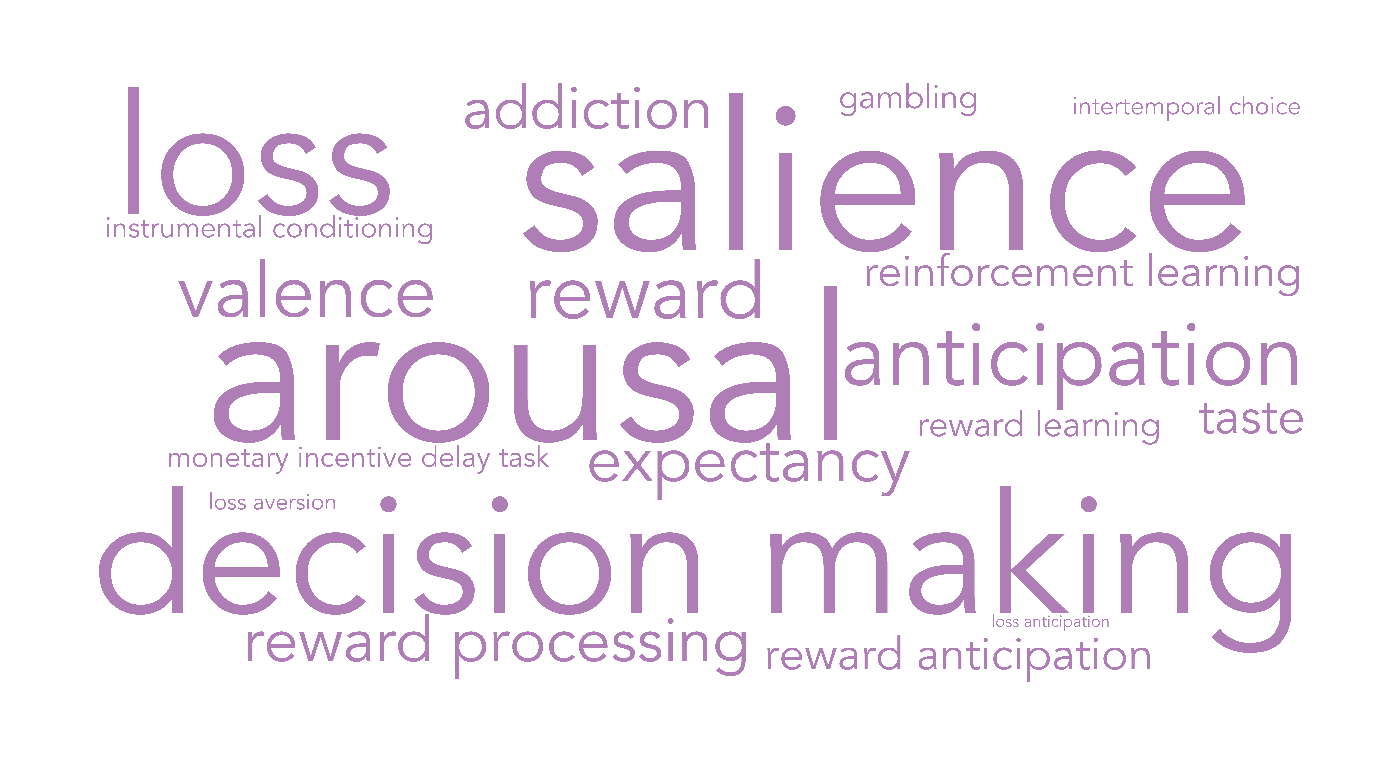 loss
addiction
salience
gambling
intertemporal choice
instrumental conditioning
valence
reward
reinforcement learning
arousal
anticipation
reward learning
taste
monetary incentive delay task
expectancy
loss aversion
decision making
loss anticipation
reward processing
reward anticipation